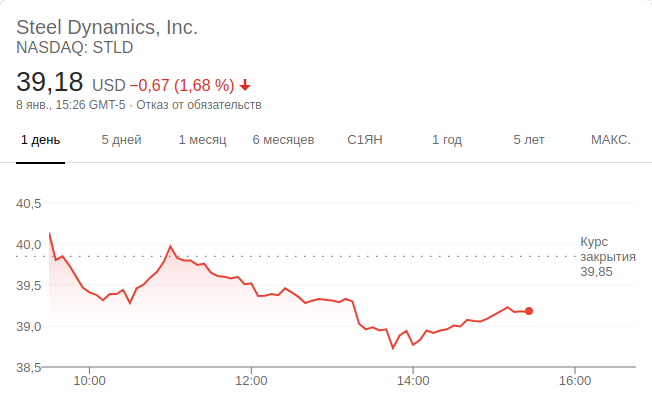 Steel Dynamics, Inc.
NASDAQ: STLD
39,18 USD −0,67 (1,68 %)
8 янв., 15:26 GMT-5 · Отказ от обязательств
1 день 5 дней 1 месяц 6 месяцев С1ЯН 1 год 5 лет МАКС.
40,5
40,0
39,5
39,0
38,5
Курс
закрытия
39,85
10:00 12:00 14:00 16:00